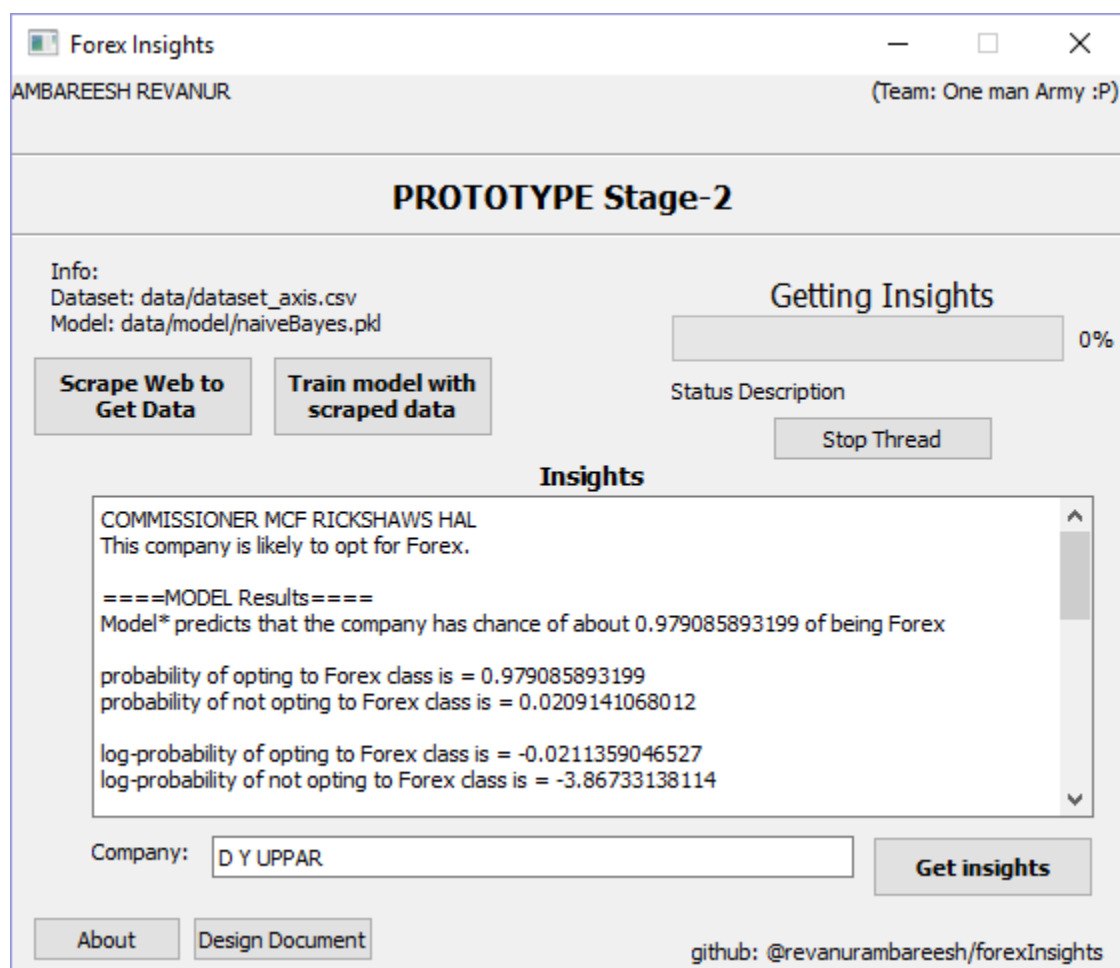 Forex Insights
AMBAREESH REVANUR
(Team: One man Army :P)
PROTOTYPE Stage-2
Info:
Dataset: data/dataset_axis.csv
Model: data/model/naiveBayes.pkl
Scrape Web to
Get Data
Train model with
scraped data
Getting Insights
0%
Status Description
Stop Thread
Insights
COMMISSIONER MCF RICKSHAWS HAL
This company is likely to opt for Forex.
====MODEL Results====
Model* predicts that the company has chance of about 0.979085893199 of being Forex
probability of opting to Forex class is = 0.979085893199
probability of not opting to Forex class is = 0.0209141068012
log-probability of opting to Forex class is = -0.0211359046527
log-probability of not opting to Forex class is = -3.86733138114
Company:
D Y UPPAR
Get insights
About
Design Document
github: @revanurambareesh/forexInsights